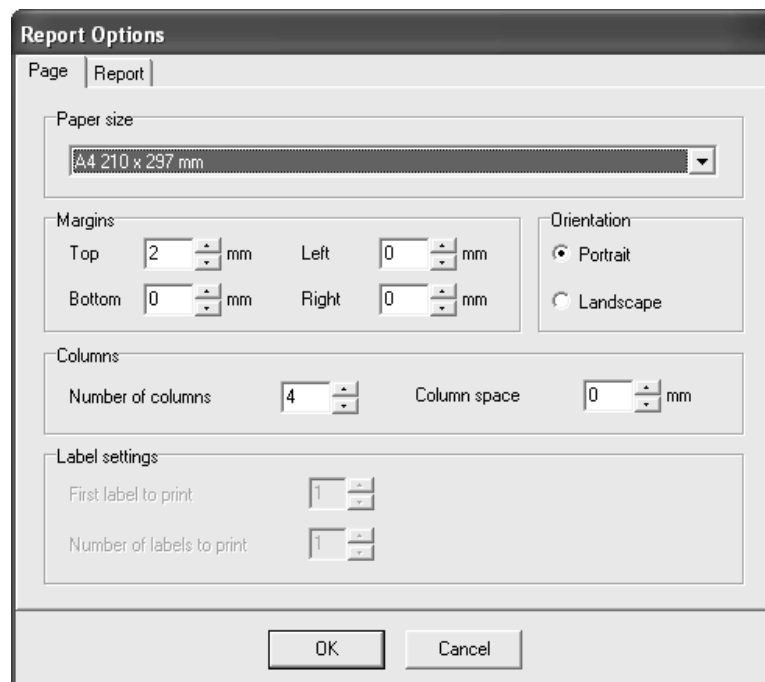 Report Options
Page Report
Paper size
A4 210 x 297 mm
Margins
Top 2 mm Left 0 mm
Bottom 0 mm Right 0 mm
Orientation
Portrait
Landscape
Columns
Number of columns 4 Column space 0 mm
Label settings
First label to print 1
Number of labels to print 1
OK Cancel